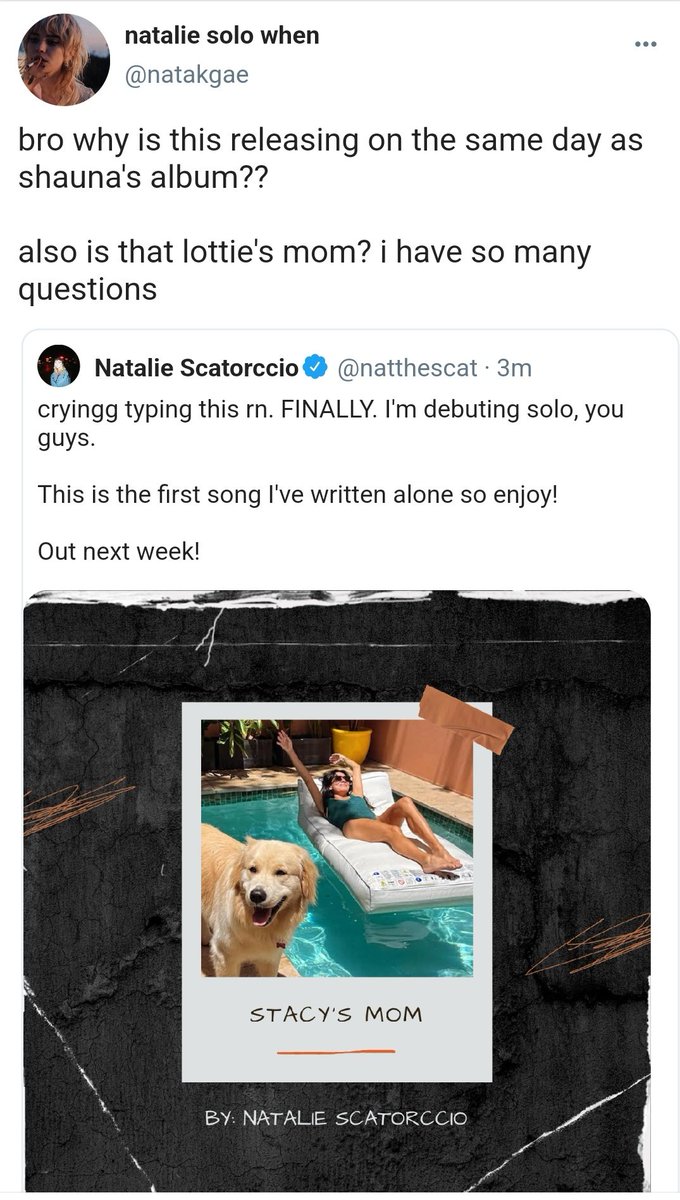 natalie solo when
@natakgae
bro why is this releasing on the same day as
shauna's album??
also is that lottie's mom? i have so many
questions
Natalie Scatorccio @natthescat · 3m
cryingg typing this rn. FINALLY. I'm debuting solo, you
guys.
This is the first song I've written alone so enjoy!
Out next week!
STACY'S MOM
BY: NATALIE SCATORCCIO